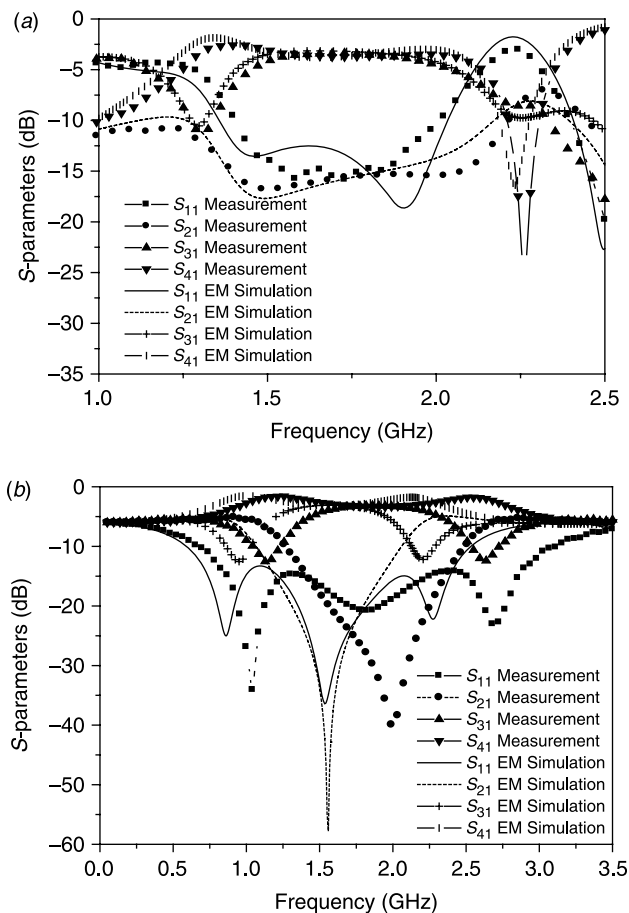 (a)
0
−5
−10
−15
−20
−25
−30
−35
S-parameters (dB)
S11 Measurement
S21 Measurement
S31 Measurement
S41 Measurement
S11 EM Simulation
S21 EM Simulation
S31 EM Simulation
S41 EM Simulation
1.0 1.5 2.0 2.5
Frequency (GHz)
(b)
0
−10
−20
−30
−40
−50
−60
S-parameters (dB)
S11 Measurement
S21 Measurement
S31 Measurement
S41 Measurement
S11 EM Simulation
S21 EM Simulation
S31 EM Simulation
S41 EM Simulation
0.0 0.5 1.0 1.5 2.0 2.5 3.0 3.5
Frequency (GHz)